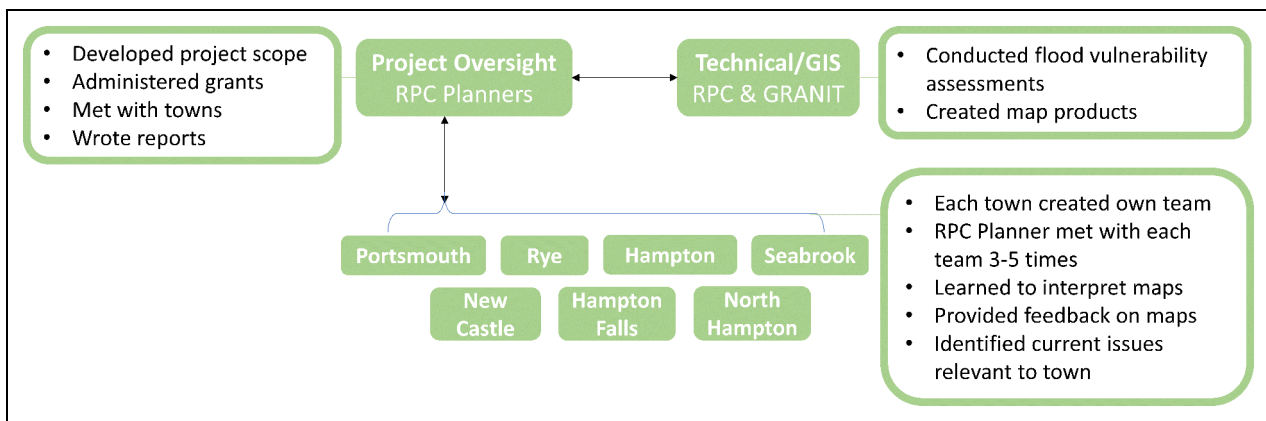 • Developed project scope
• Administered grants
• Met with towns
• Wrote reports
Project Oversight
RPC Planners
Technical/GIS
RPC & GRANIT
• Conducted flood vulnerability
assessments
• Created map products
Portsmouth
Rye
Hampton
Seabrook
New
Castle
Hampton
Falls
North
Hampton
• Each town created own team
• RPC Planner met with each
team 3-5 times
• Learned to interpret maps
• Provided feedback on maps
• Identified current issues
relevant to town